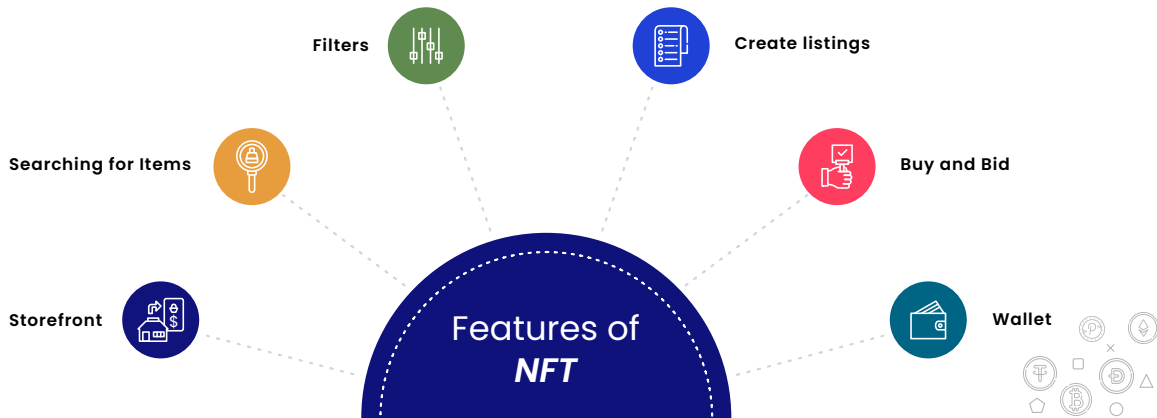 Filters
Create listings
Searching for Items
Buy and Bid
Storefront
Wallet
Features of
NFT